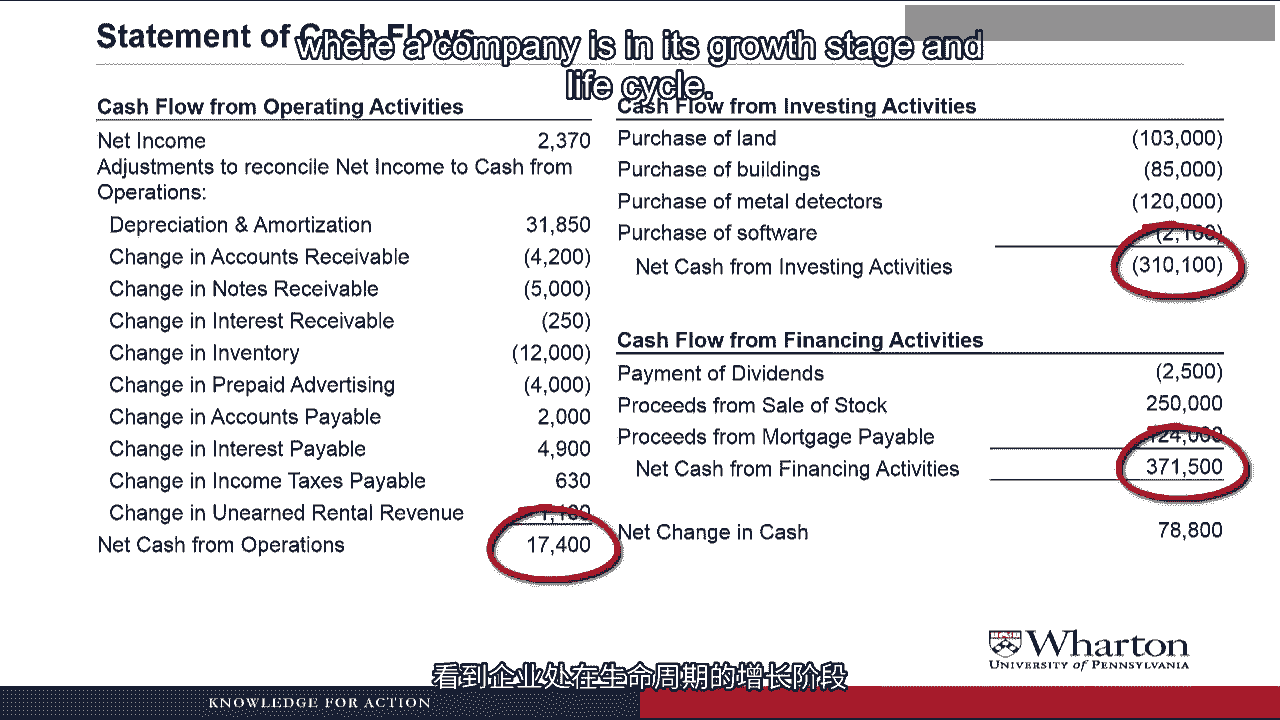 Statement of Cash Flows
where a company is in its growth stage and
life cycle.
Cash Flow from Operating Activities
Net Income 2,370
Adjustments to reconcile Net Income to Cash from
Operations:
Depreciation & Amortization 31,850
Change in Accounts Receivable (4,200)
Change in Notes Receivable (5,000)
Change in Interest Receivable (250)
Change in Inventory (12,000)
Change in Prepaid Advertising (4,000)
Change in Accounts Payable 2,000
Change in Interest Payable 4,900
Change in Income Taxes Payable 630
Change in Unearned Rental Revenue 1,100
Net Cash from Operations 17,400
Cash Flow from Investing Activities
Purchase of land (103,000)
Purchase of buildings (85,000)
Purchase of metal detectors (120,000)
Purchase of software (2,100)
Net Cash from Investing Activities (310,100)
Cash Flow from Financing Activities
Payment of Dividends (2,500)
Proceeds from Sale of Stock 250,000
Proceeds from Mortgage Payable 124,000
Net Cash from Financing Activities 371,500
Net Change in Cash 78,800
Wharton
UNIVERSITY of PENNSYLVANIA
看到企业处在生命周期的增长阶段
KNOWLEDGE FOR ACTION